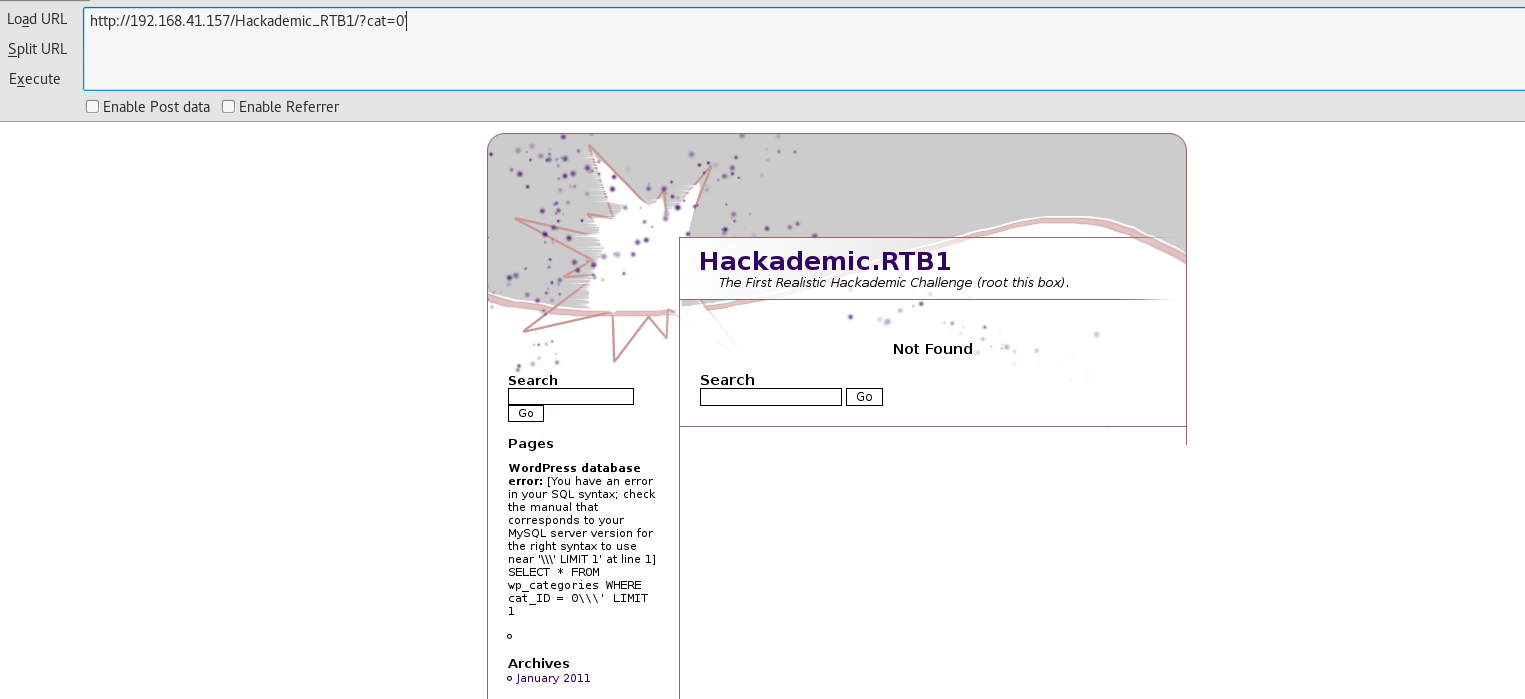 Load URL
http://192.168.41.157/Hackademic_RTB1/?cat=0'
Split URL
Execute
Enable Post data
Enable Referrer
Hackademic.RTB1
The First Realistic Hackademic Challenge (root this box).
Not Found
Search
Go
Search
Go
Pages
WordPress database
error: [You have an error
in your SQL syntax; check
the manual that
corresponds to your
MySQL server version for
the right syntax to use
near '\\\' LIMIT 1' at line 1]
SELECT * FROM
wp_categories WHERE
cat_ID = 0\\\' LIMIT
1
Archives
January 2011